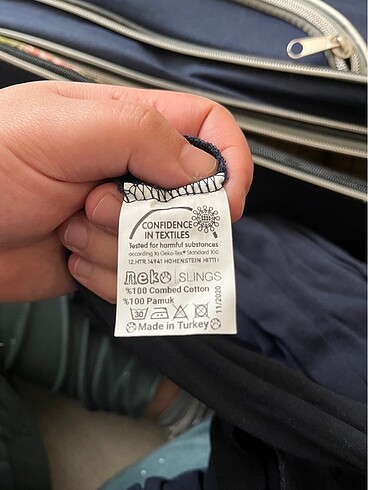 CONFIDENCE
IN TEXTILES
Tested for harmful substances
according to Oeko-Tex® Standard 100
12.HTR.14941 HOHENSTEIN HTTI
neko SLINGS
%100 Combed Cotton
%100 Pamuk
11/2020
30
Made in Turkey